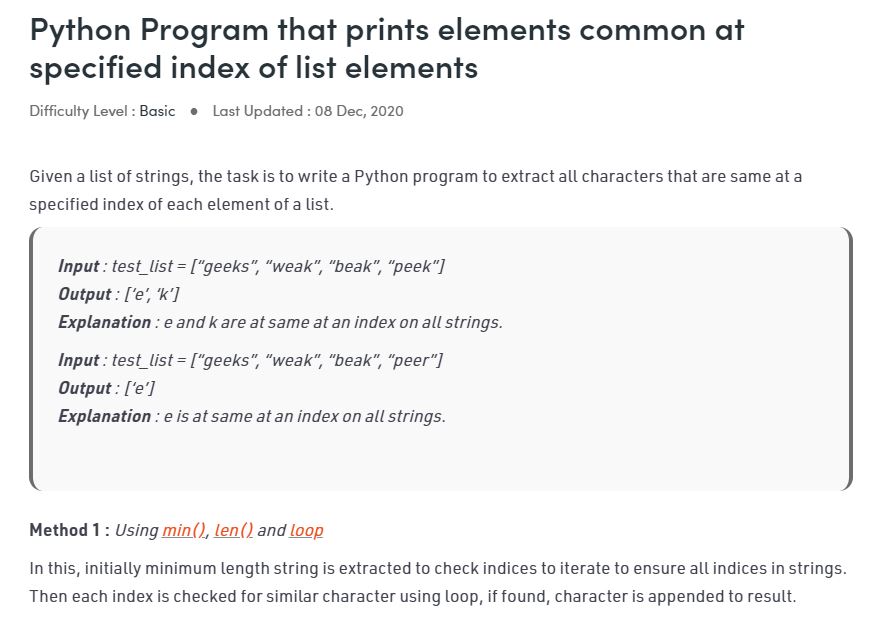 Python Program that prints elements common at
specified index of list elements
Difficulty Level : Basic ● Last Updated : 08 Dec, 2020
Given a list of strings, the task is to write a Python program to extract all characters that are same at a
specified index of each element of a list.
Input : test_list = [“geeks”, “weak”, “beak”, “peek”]
Output : [‘e’, ‘k’]
Explanation : e and k are at same at an index on all strings.
Input : test_list = [“geeks”, “weak”, “beak”, “peer”]
Output : [‘e’]
Explanation : e is at same at an index on all strings.
Method 1 : Using min(), len() and loop
In this, initially minimum length string is extracted to check indices to iterate to ensure all indices in strings.
Then each index is checked for similar character using loop, if found, character is appended to result.